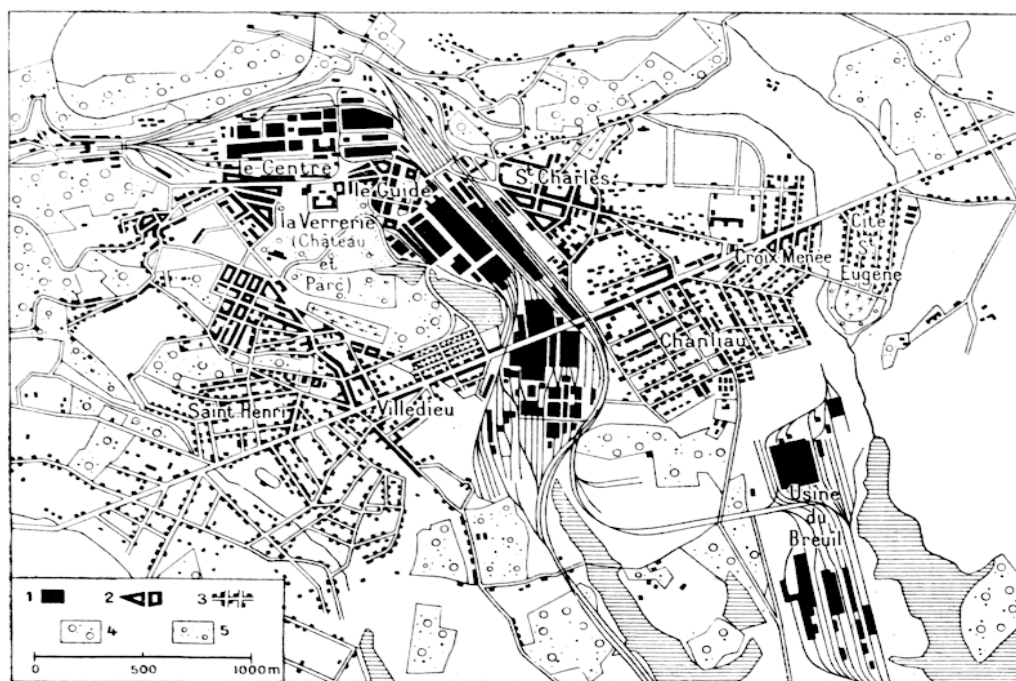 le Centre
le Guide
St Charles
la Verrerie
(Château
et
Parc)
Croix Menée
Cité
St
Eugène
Chanliau
Saint Henri
Villedieu
Usine
du
Breuil
1 2 3
4 5
0 500 1000m